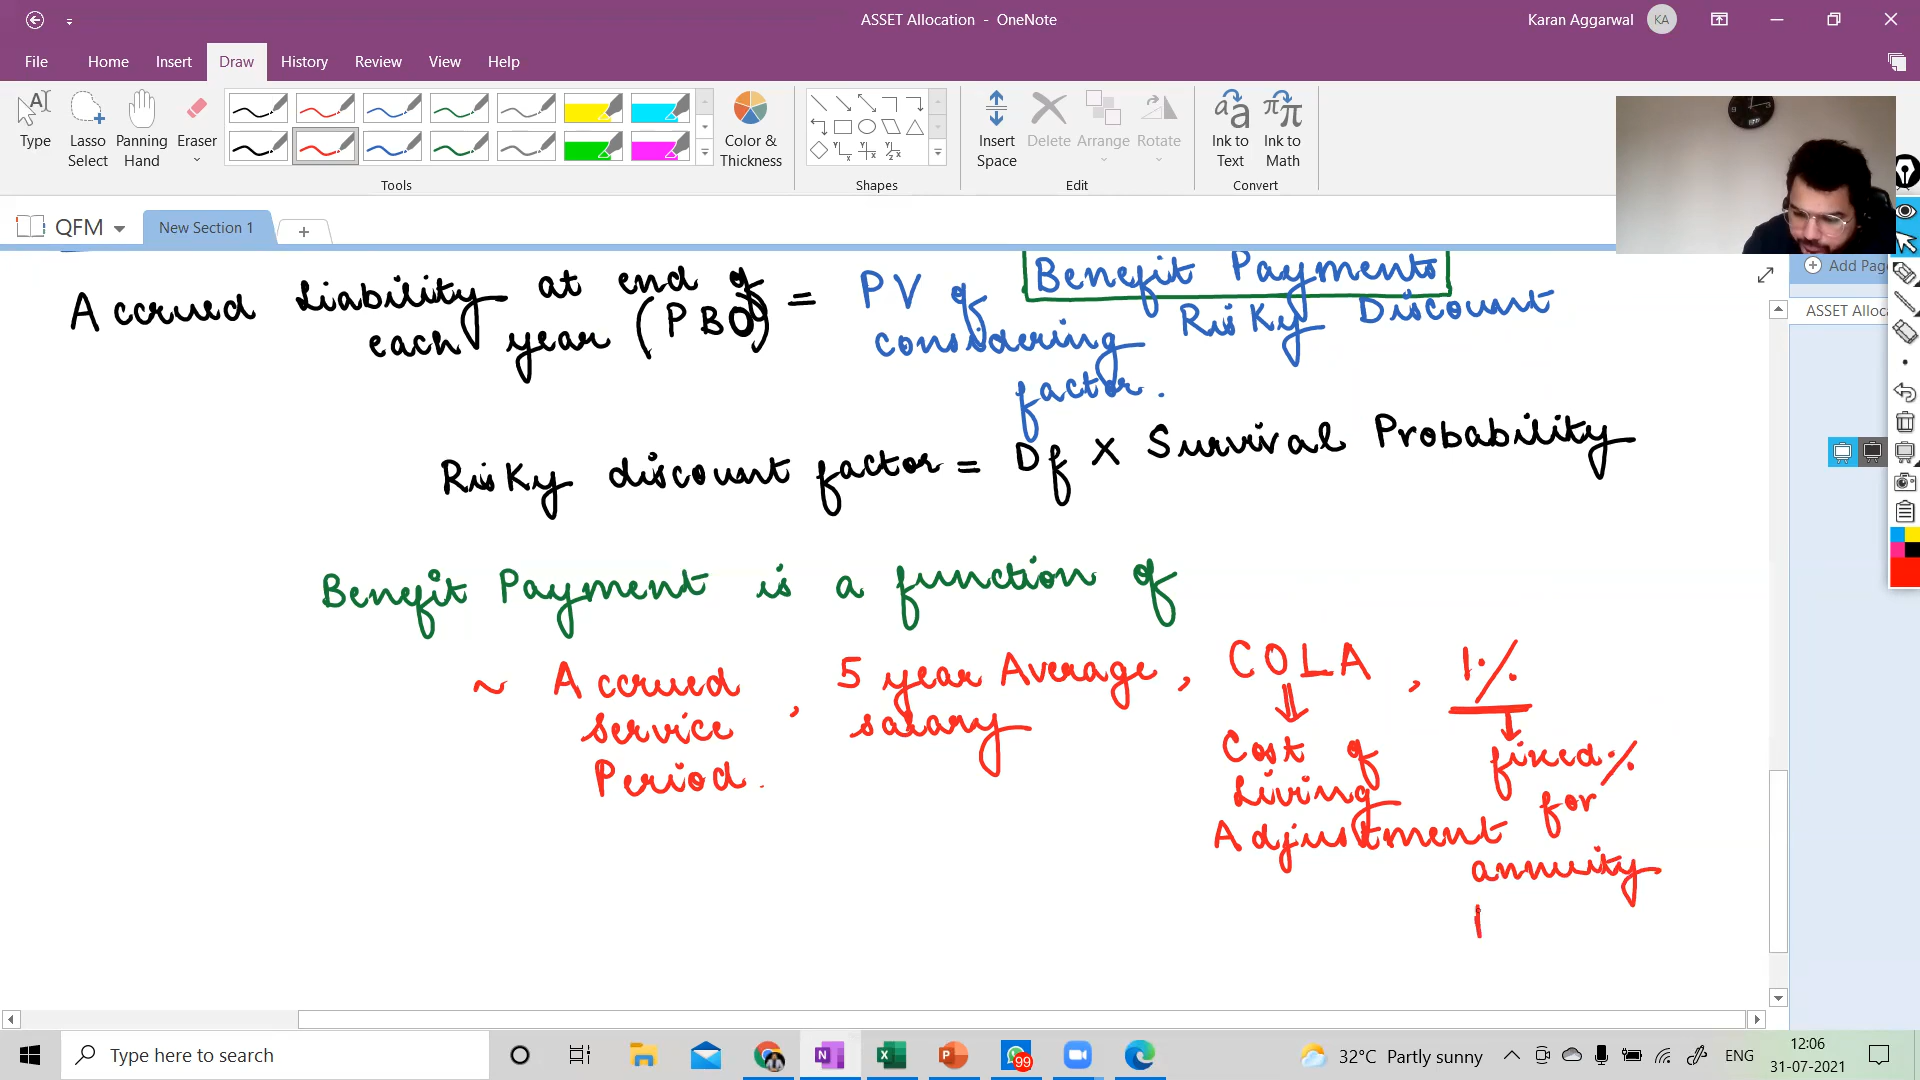 ASSET Allocation - OneNote
Karan Aggarwal KA
File Home Insert Draw History Review View Help
Type
Lasso Select
Panning Hand
Eraser
Color & Thickness
Insert Space
Delete
Arrange
Rotate
Ink to Text
Ink to Math
Tools
Shapes
Edit
Convert
QFM
New Section 1
+
Add Page
ASSET Alloca
Accrued Liability at end of each year (PBO) = PV of Benefit Payments
considering Risky Discount
factor.
Risky discount factor = Df X Survival Probability
Benefit Payment is a function of
~ Accrued service Period. , 5 year Average salary , COLA , 1%
Cost of Living Adjustment
fixed % for annuity
Type here to search
99
32°C Partly sunny
ENG
12:06
31-07-2021